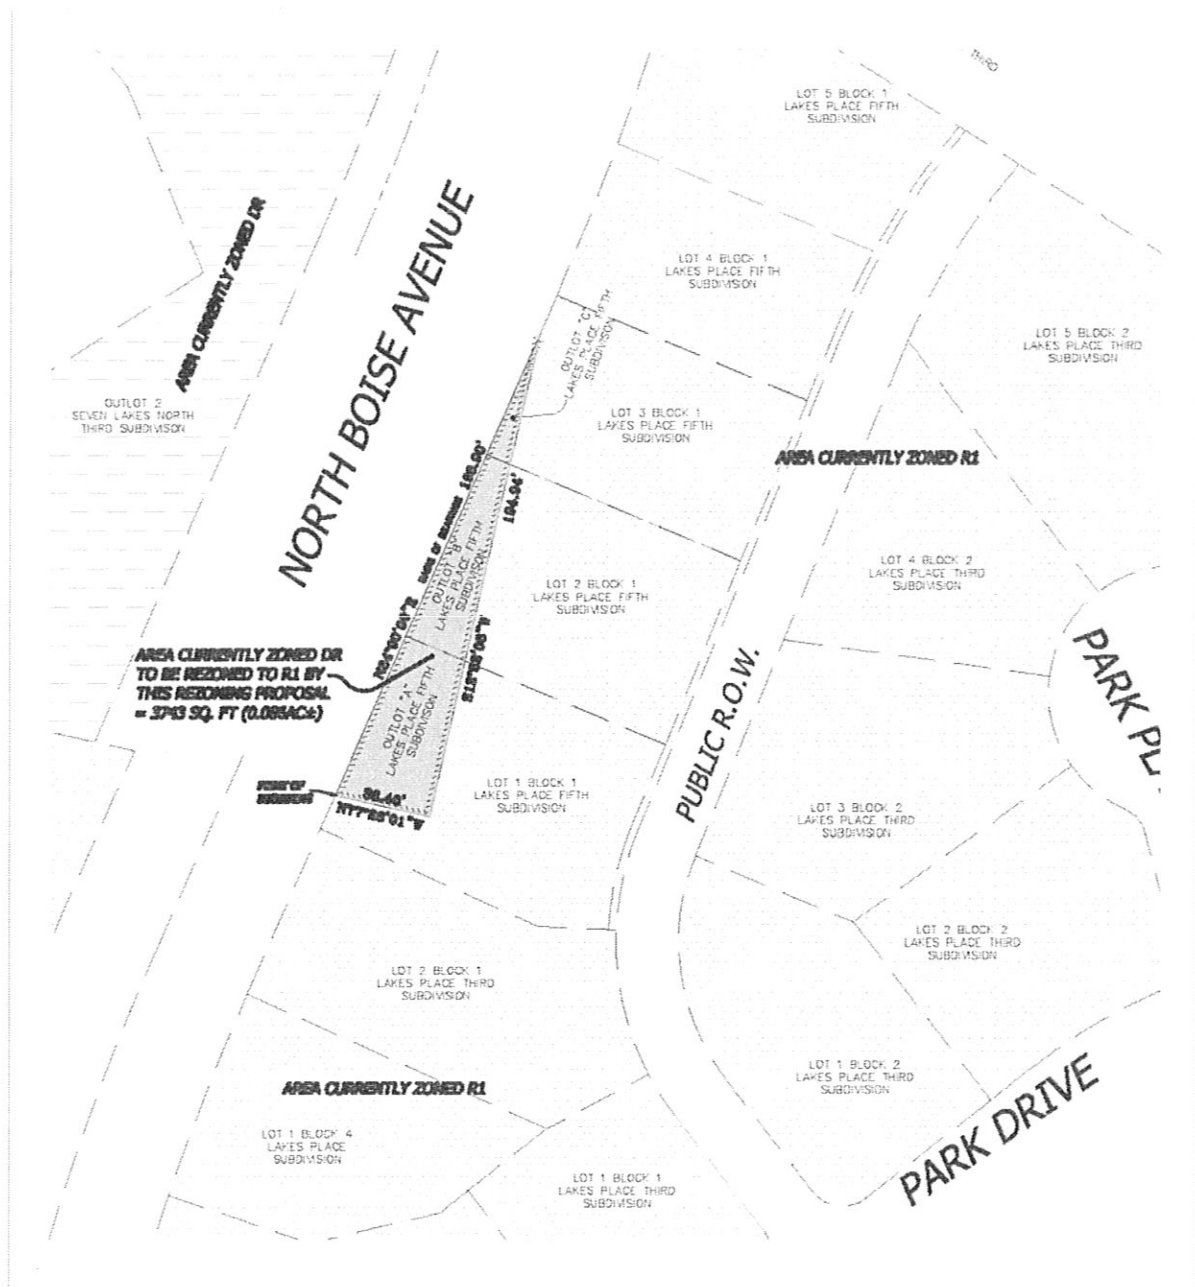 THIRD
LOT 5 BLOCK 1
LAKES PLACE FIFTH
SUBDIVISION
AREA CURRENTLY ZONED DR
NORTH BOISE AVENUE
LOT 4 BLOCK 1
LAKES PLACE FIFTH
SUBDIVISION
OUTLOT "C"
LAKES PLACE FIFTH
SUBDIVISION
LOT 5 BLOCK 2
LAKES PLACE THIRD
SUBDIVISION
OUTLOT 2
SEVEN LAKES NORTH
THIRD SUBDIVISON
LOT 3 BLOCK 1
LAKES PLACE FIFTH
SUBDIVISION
AREA CURRENTLY ZONED R1
BASIS OF BEARING
194.94'
OUTLOT "B"
LAKES PLACE FIFTH
SUBDIVISION
LOT 2 BLOCK 1
LAKES PLACE FIFTH
SUBDIVISION
LOT 4 BLOCK 2
LAKES PLACE THIRD
SUBDIVISION
AREA CURRENTLY ZONED DR
TO BE REZONED TO R1 BY
THIS REZONING PROPOSAL
= 3743 SQ. FT
OUTLOT "A"
LAKES PLACE FIFTH
SUBDIVISON
PUBLIC R.O.W.
PARK PL
POINT OF
BEGINNING
LOT 1 BLOCK 1
LAKES PLACE FIFTH
SUBDIVISION
LOT 3 BLOCK 2
LAKES PLACE THIRD
SUBDIVISION
LOT 2 BLOCK 2
LAKES PLACE THIRD
SUBDIVISION
LOT 2 BLOCK 1
LAKES PLACE THIRD
SUBDIVISION
LOT 1 BLOCK 2
LAKES PLACE THIRD
SUBDIVISION
AREA CURRENTLY ZONED R1
PARK DRIVE
LOT 1 BLOCK 4
LAKES PLACE
SUBDIVISION
LOT 1 BLOCK 1
LAKES PLACE THIRD
SUBDIVISION